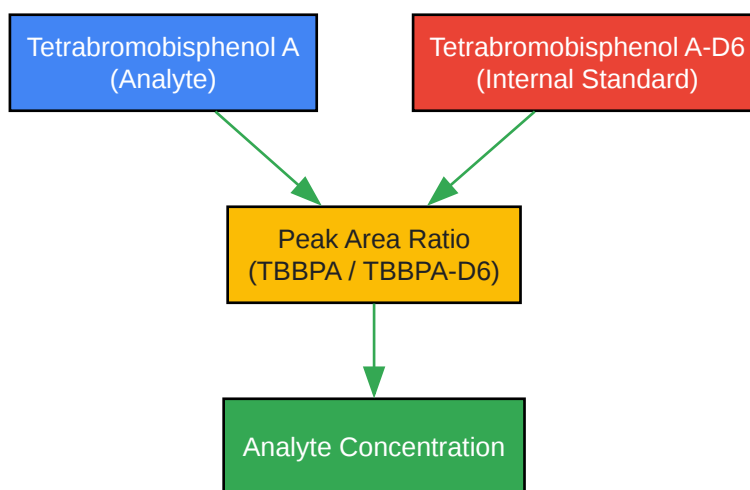 Tetrabromobisphenol A
(Analyte)
Tetrabromobisphenol A-D6
(Internal Standard)
Peak Area Ratio
(TBBPA / TBBPA-D6)
Analyte Concentration